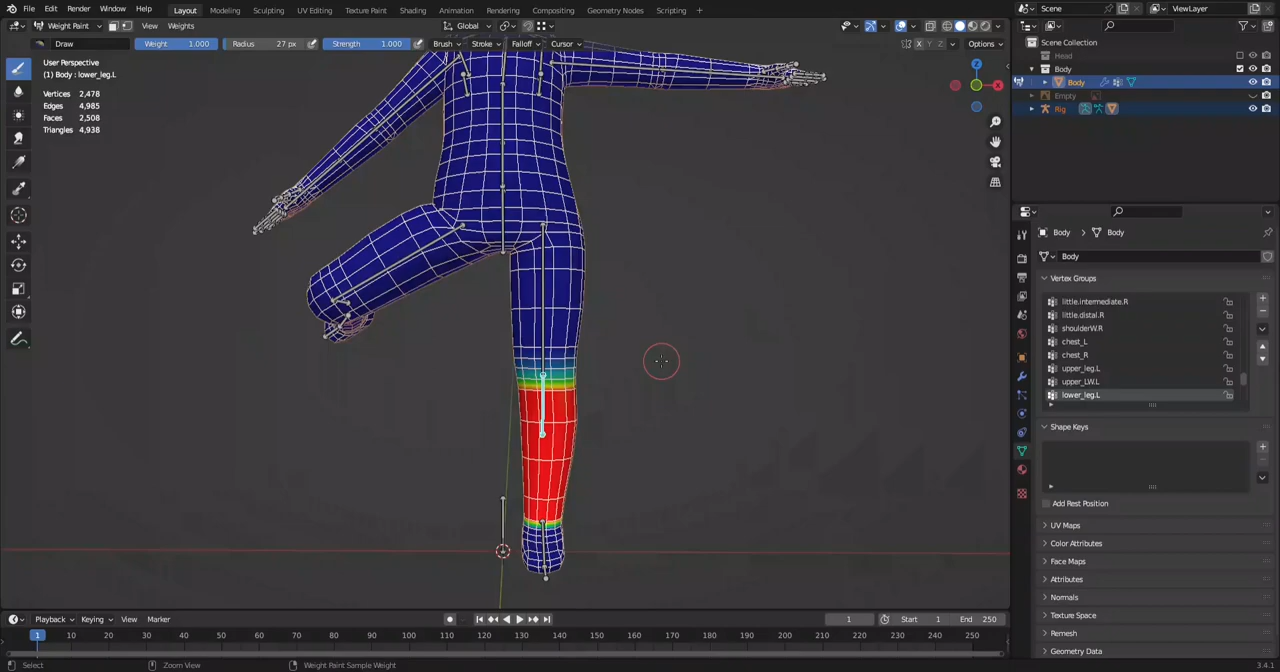 File Edit Render Window Help Layout Modeling Sculpting UV Editing Texture Paint Shading Animation Rendering Compositing Geometry Nodes Scripting + Scene ViewLayer
Weight Paint View Weights Global
Draw Weight 1.000 Radius 27 px Strength 1.000 Brush Stroke Falloff Cursor X Y Z Options
Scene Collection
Head
Body
Body
Empty
Rig
User Perspective
(1) Body : lower_leg.L
Vertices 2,478
Edges 4,985
Faces 2,508
Triangles 4,938
Z
X
Body > Body
Body
Vertex Groups
little.intermediate.R
little.distal.R
shoulderW.R
chest_L
chest_R
upper_leg.L
upper_LW.L
lower_leg.L
Shape Keys
Add Rest Position
UV Maps
Color Attributes
Face Maps
Attributes
Normals
Texture Space
Remesh
Geometry Data
Playback Keying View Marker 1 Start 1 End 250
1 10 20 30 40 50 60 70 80 90 100 110 120 130 140 150 160 170 180 190 200 210 220 230 240 250
Select Zoom View Weight Paint Sample Weight 3.4.1